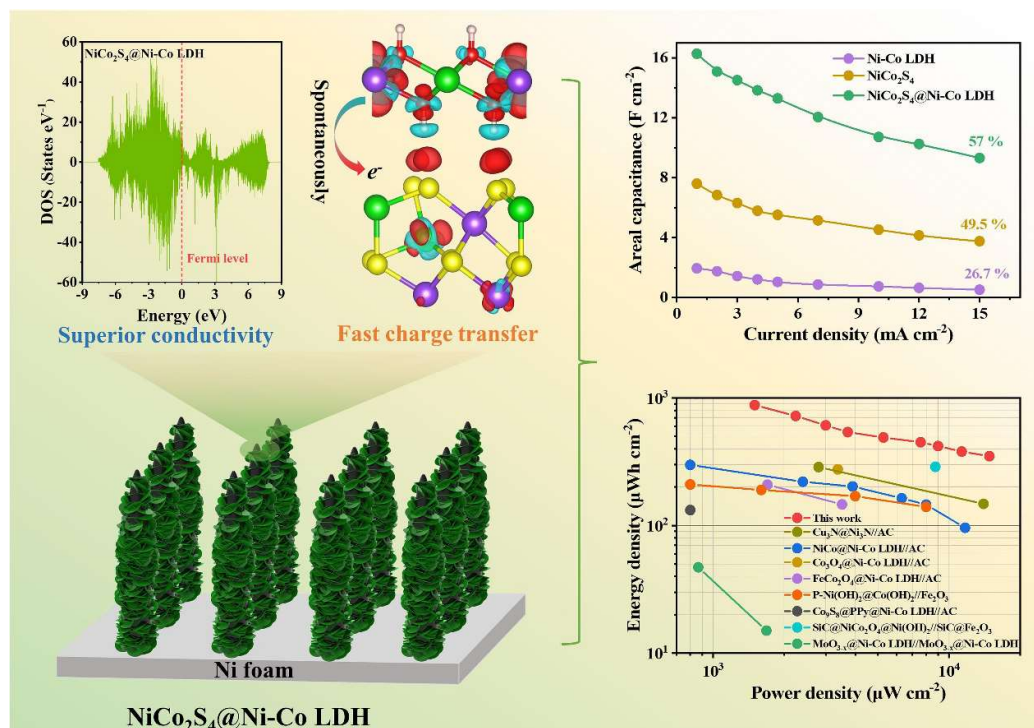 60
40
20
0
-20
-40
-60
DOS (States eV⁻¹)
NiCo₂S₄@Ni-Co LDH
Fermi level
-9 -6 -3 0 3 6 9
Energy (eV)
Superior conductivity
Spontaneously
e⁻
Fast charge transfer
Ni foam
NiCo₂S₄@Ni-Co LDH
16
12
8
4
0
Areal capacitance (F cm⁻²)
Ni-Co LDH
NiCo₂S₄
NiCo₂S₄@Ni-Co LDH
57 %
49.5 %
26.7 %
0 3 6 9 12 15
Current density (mA cm⁻²)
10³
10²
10¹
Energy density (µWh cm⁻²)
This work
Cu₃N@Ni₃N//AC
NiCo@Ni-Co LDH//AC
Co₃O₄@Ni-Co LDH//AC
FeCo₂O₄@Ni-Co LDH//AC
P-Ni(OH)₂@Co(OH)₂//Fe₂O₃
Co₉S₈@PPy@Ni-Co LDH//AC
SiC@NiCo₂O₄@Ni(OH)₂//SiC@Fe₂O₃
MoO₃₋ₓ@Ni-Co LDH//MoO₃₋ₓ@Ni-Co LDH
10³ 10⁴
Power density (µW cm⁻²)